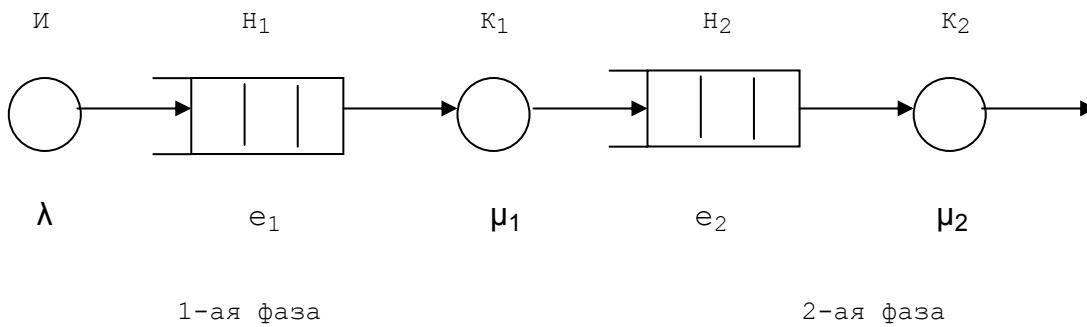 И H₁ K₁ H₂ K₂
λ e₁ μ₁ e₂ μ₂
1-ая фаза 2-ая фаза